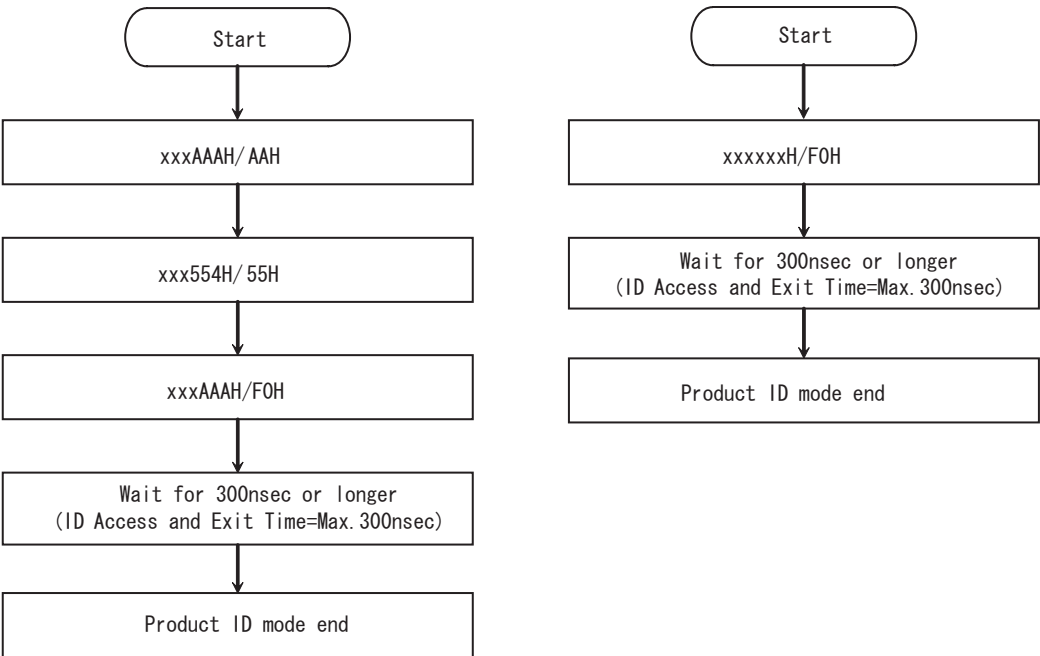 Start
xxxAAAH/AAH
xxx554H/55H
xxxAAAH/F0H
Wait for 300nsec or longer
(ID Access and Exit Time=Max.300nsec)
Product ID mode end
Start
xxxxxxH/F0H
Wait for 300nsec or longer
(ID Access and Exit Time=Max.300nsec)
Product ID mode end